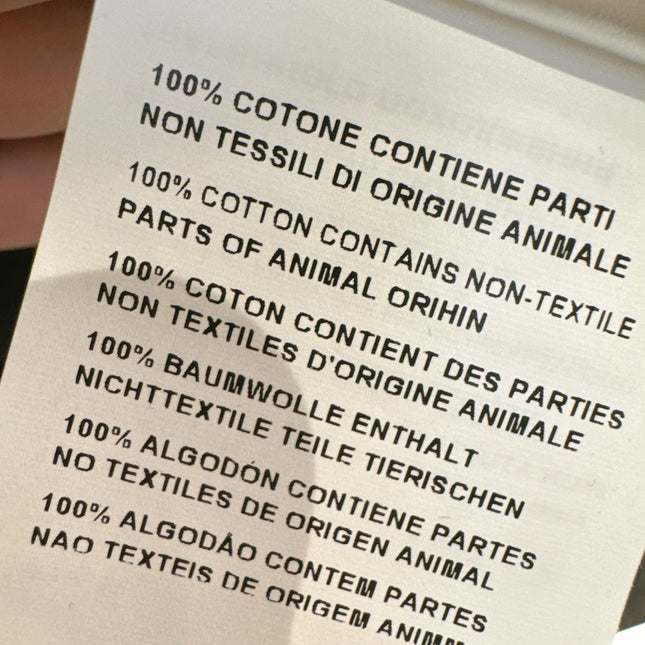 100% COTONE CONTIENE PARTI
NON TESSILI DI ORIGINE ANIMALE
100% COTTON CONTAINS NON-TEXTILE
PARTS OF ANIMAL ORIHIN
100% COTON CONTIENT DES PARTIES
NON TEXTILES D'ORIGINE ANIMALE
100% BAUMWOLLE ENTHALT
NICHTTEXTILE TEILE TIERISCHEN
100% ALGODÓN CONTIENE PARTES
NO TEXTILES DE ORIGEN ANIMAL
100% ALGODÂO CONTEM PARTES
NAO TEXTEIS DE ORIGEM